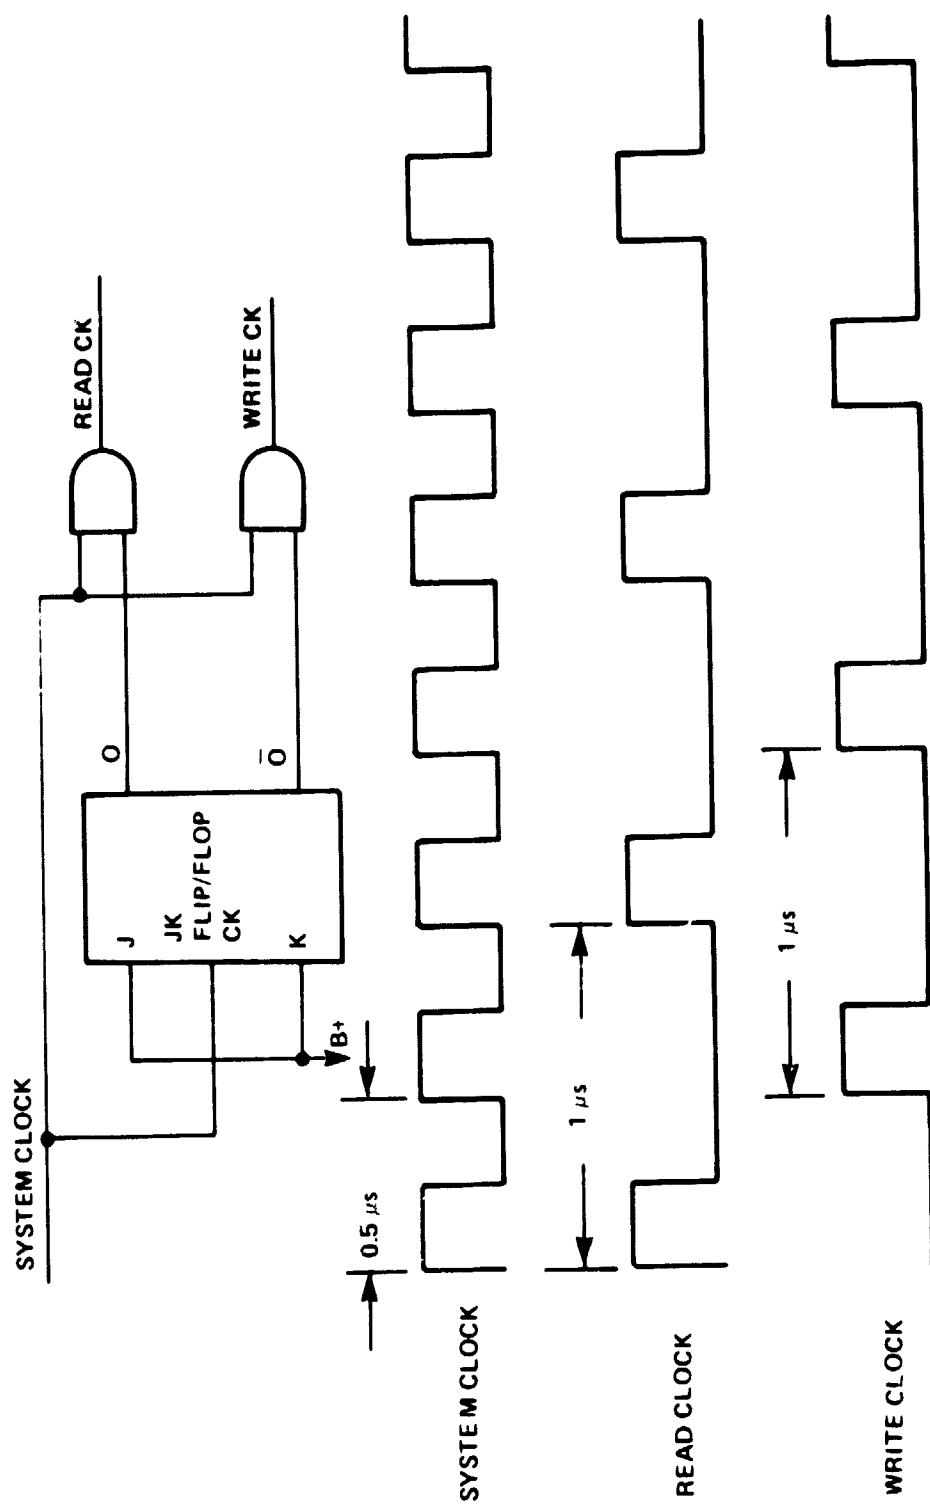 SYSTEM CLOCK
READ CK
WRITE CK
J
JK
FLIP/FLOP
CK
K
O
O̅
B+
0.5 μs
SYSTEM CLOCK
1 μs
READ CLOCK
1 μs
WRITE CLOCK